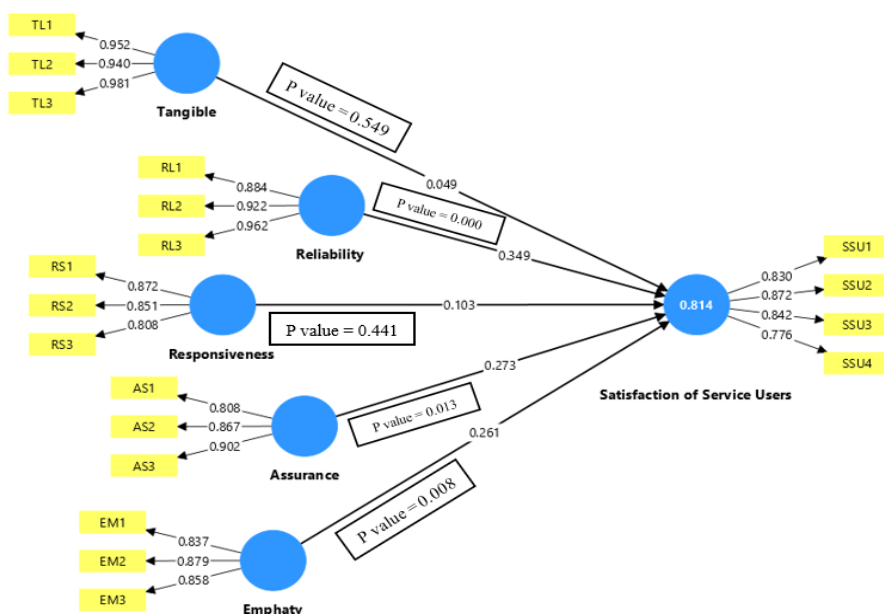 TL1
0.952
TL2
0.940
TL3
0.981
Tangible
P value = 0.549
0.049
RL1
0.884
RL2
0.922
RL3
0.962
Reliability
P value = 0.000
0.349
RS1
0.872
RS2
0.851
RS3
0.808
Responsiveness
0.103
P value = 0.441
SSU1
0.830
SSU2
0.872
SSU3
0.842
SSU4
0.776
0.814
Satisfaction of Service Users
AS1
0.808
AS2
0.867
AS3
0.902
Assurance
0.273
P value = 0.013
EM1
0.837
EM2
0.879
EM3
0.858
Emphaty
0.261
P value = 0.008